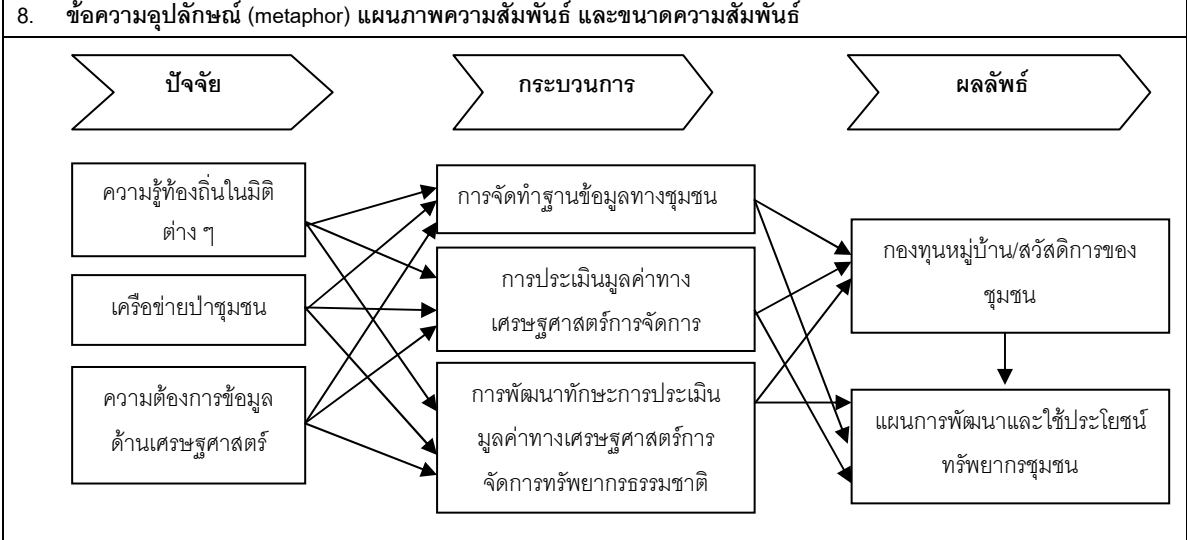 8. ข้อความอุปลักษณ์ (metaphor) แผนภาพความสัมพันธ์ และขนาดความสัมพันธ์
ปัจจัย
กระบวนการ
ผลลัพธ์
ความรู้ท้องถิ่นในมิติ
ต่าง ๆ
เครือข่ายป่าชุมชน
ความต้องการข้อมูล
ด้านเศรษฐศาสตร์
การจัดทำฐานข้อมูลทางชุมชน
การประเมินมูลค่าทาง
เศรษฐศาสตร์การจัดการ
การพัฒนาทักษะการประเมิน
มูลค่าทางเศรษฐศาสตร์การ
จัดการทรัพยากรธรรมชาติ
กองทุนหมู่บ้าน/สวัสดิการของ
ชุมชน
แผนการพัฒนาและใช้ประโยชน์
ทรัพยากรชุมชน